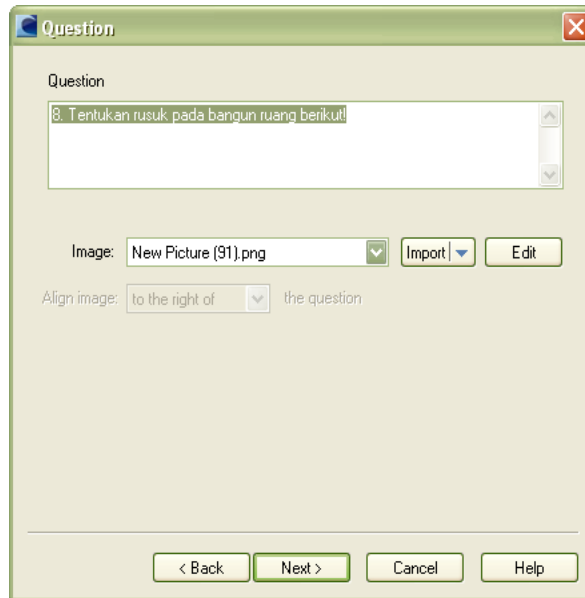 Question
Question
8. Tentukan rusuk pada bangun ruang berikut!
Image: New Picture (91).png Import Edit
Align image: to the right of the question
< Back Next > Cancel Help